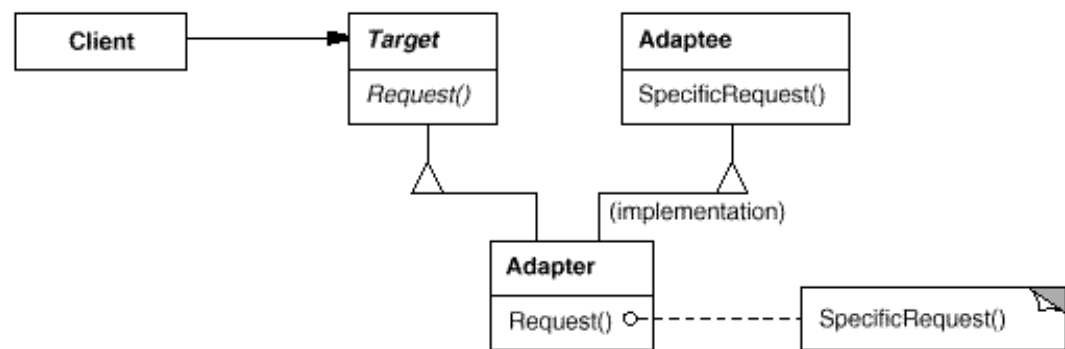 Client
Target
Request()
Adaptee
SpecificRequest()
(implementation)
Adapter
Request()
SpecificRequest()